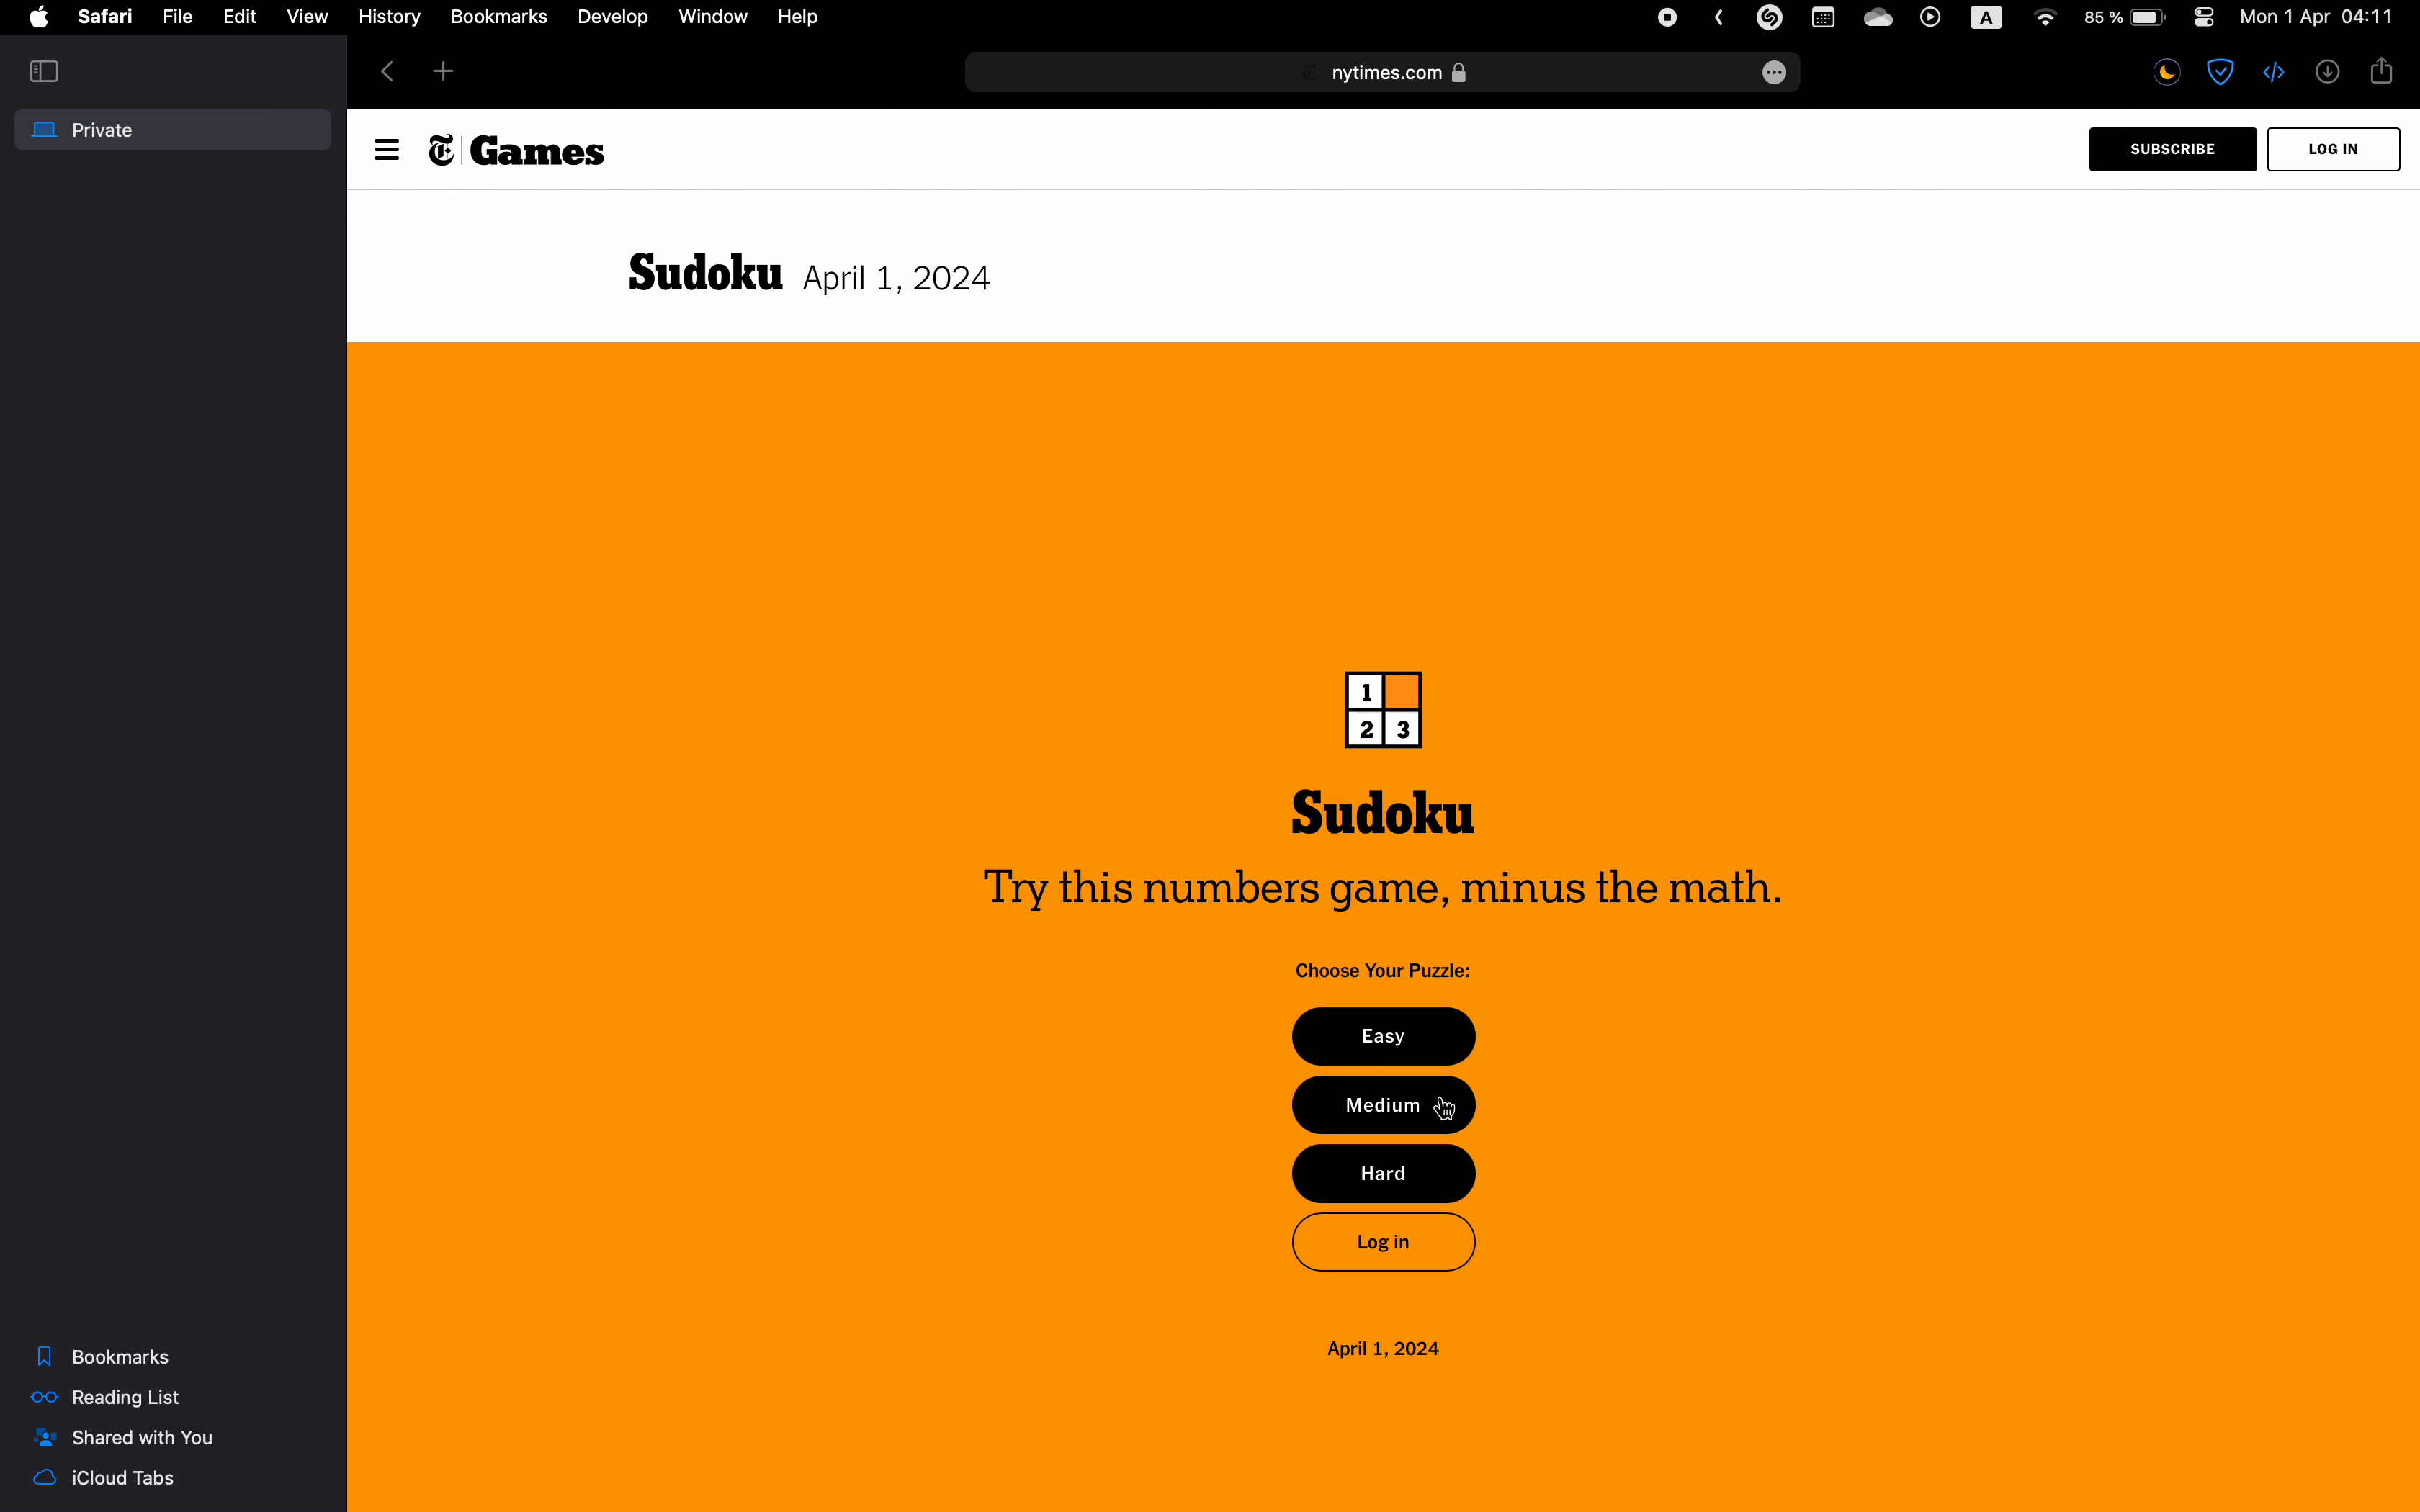 Safari File Edit View History Bookmarks Develop Window Help A 85 % Mon 1 Apr 04:11
nytimes.com
Private
T Games SUBSCRIBE LOG IN
Sudoku April 1, 2024
1
2 3
Sudoku
Try this numbers game, minus the math.
Choose Your Puzzle:
Easy
Medium
Hard
Log in
April 1, 2024
Bookmarks
Reading List
Shared with You
iCloud Tabs